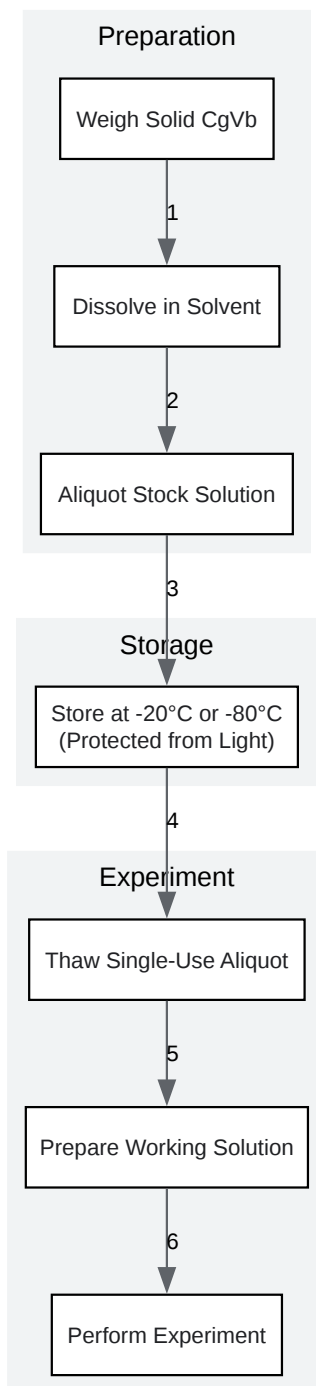 Preparation
Weigh Solid CgVb
1
Dissolve in Solvent
2
Aliquot Stock Solution
3
Storage
Store at -20°C or -80°C
(Protected from Light)
4
Experiment
Thaw Single-Use Aliquot
5
Prepare Working Solution
6
Perform Experiment